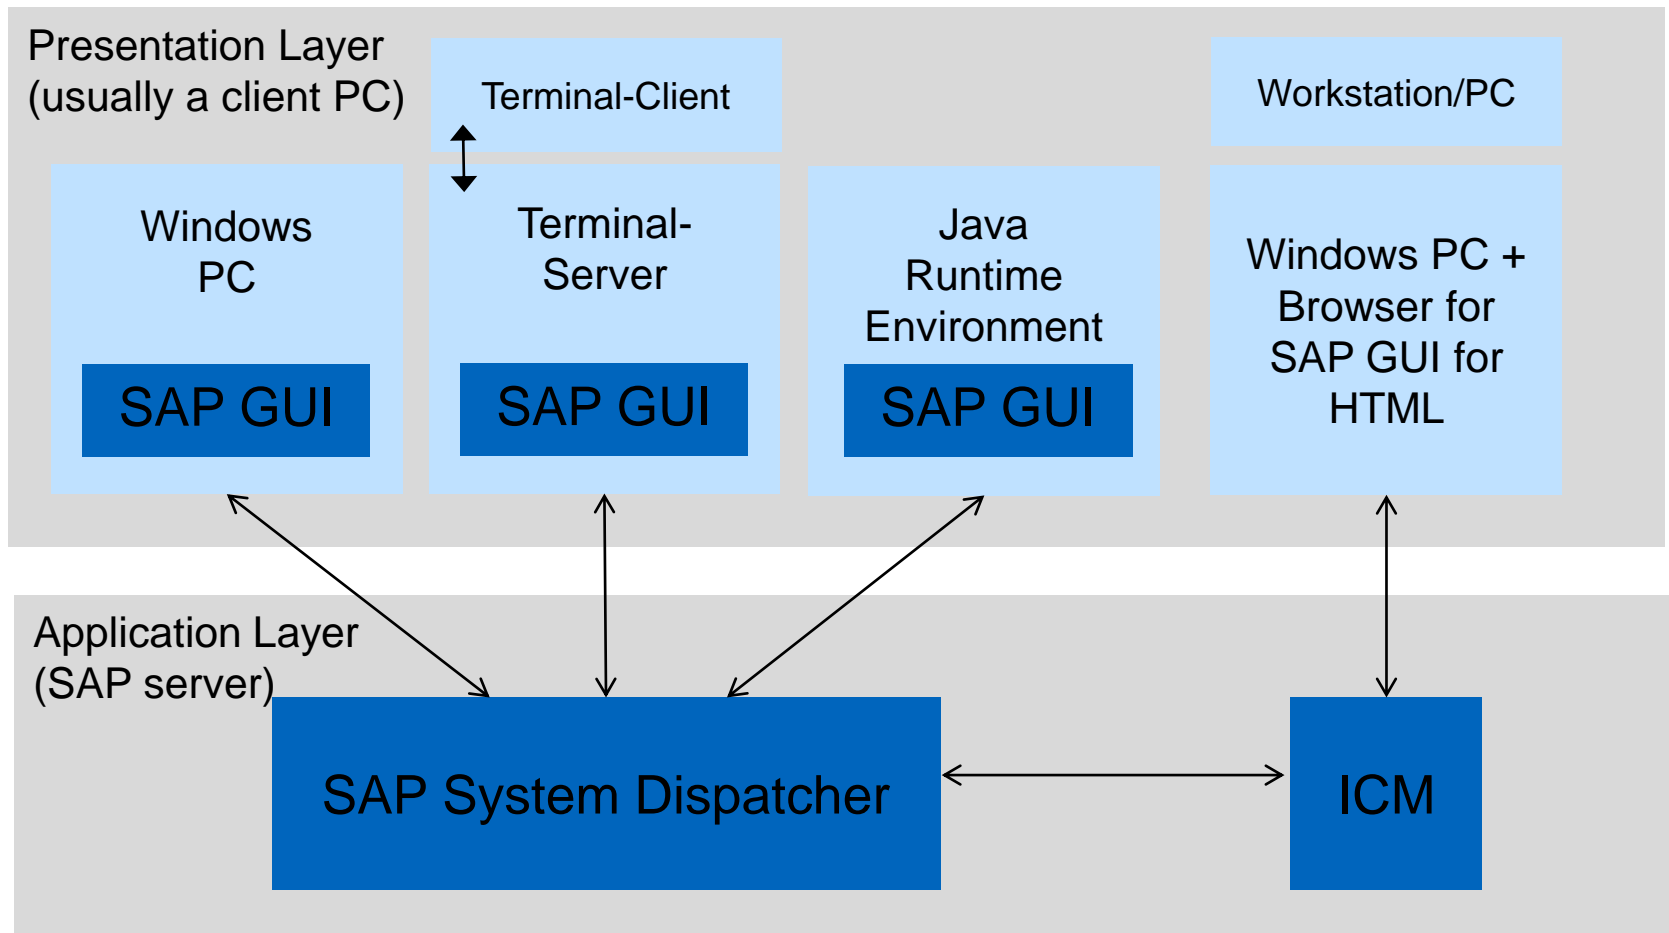 Presentation Layer
(usually a client PC)
Terminal-Client
Workstation/PC
Windows
PC
SAP GUI
Terminal-
Server
SAP GUI
Java
Runtime
Environment
SAP GUI
Windows PC +
Browser for
SAP GUI for
HTML
Application Layer
(SAP server)
SAP System Dispatcher
ICM